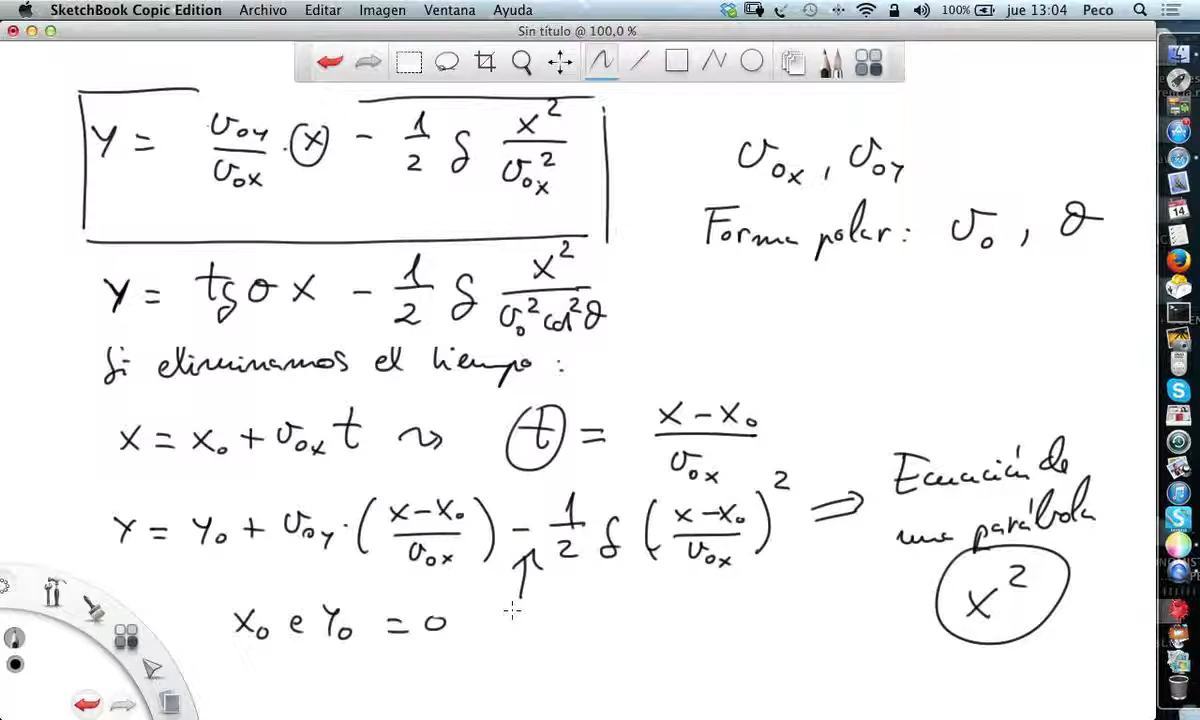 SketchBook Copic Edition Archivo Editar Imagen Ventana Ayuda 100% jue 13:04 Peco
Sin título @ 100,0 %
y = v₀y/v₀x · x − 1/2 g x²/v₀x²
v₀x, v₀y
Forma polar: v₀, θ
y = tg θ x − 1/2 g x²/v₀² cos² θ
Si eliminamos el tiempo:
x = x₀ + v₀x t ⇝ t = x − x₀/v₀x
y = y₀ + v₀y · (x − x₀/v₀x) − 1/2 g (x − x₀/v₀x)² ⇒ Ecuación de
una parábola
x²
x₀ e y₀ = 0